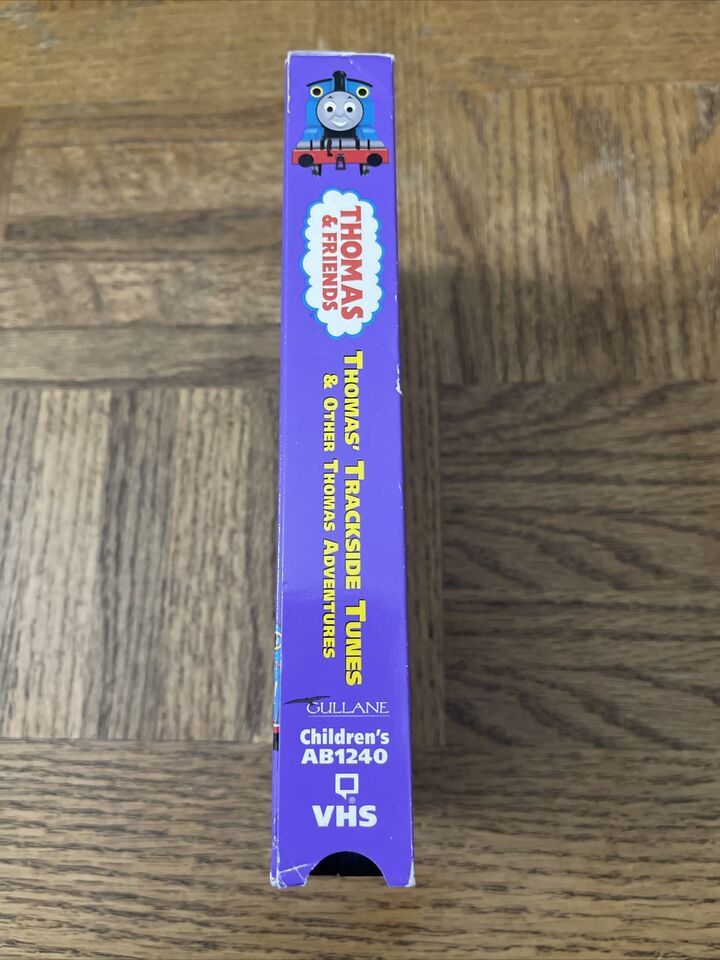 THOMAS
& FRIENDS
THOMAS' TRACKSIDE TUNES
& OTHER THOMAS ADVENTURES
GULLANE
Children's
AB1240
®
VHS